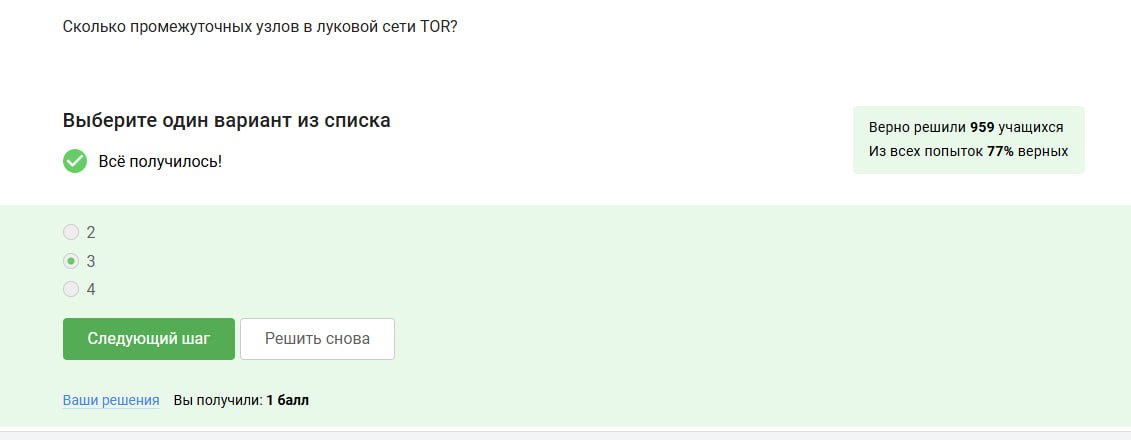 Сколько промежуточных узлов в луковой сети TOR?
Выберите один вариант из списка
Всё получилось!
Верно решили 959 учащихся
Из всех попыток 77% верных
2
3
4
Следующий шаг
Решить снова
Ваши решения Вы получили: 1 балл